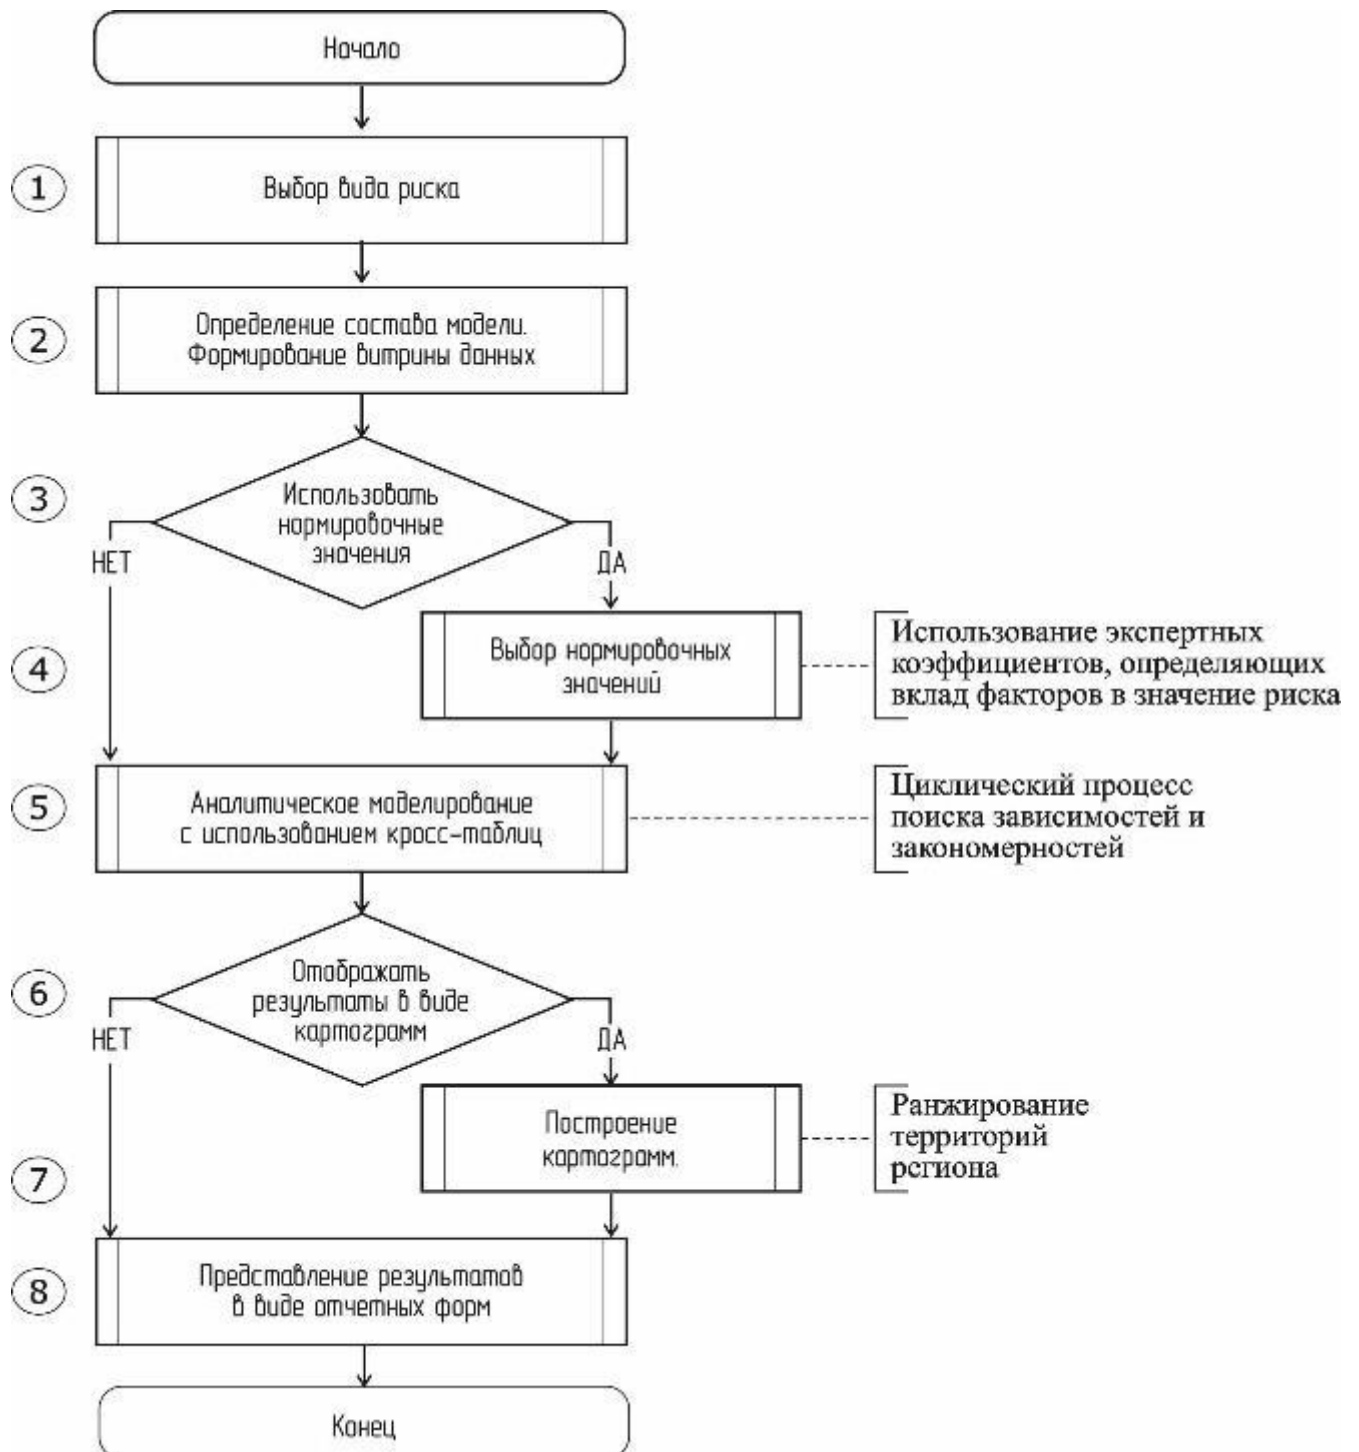 Начало
1
Выбор вида риска
2
Определение состава модели.
Формирование витрины данных
3
Использовать
нормировочные
значения
НЕТ
ДА
4
Выбор нормировочных
значений
Использование экспертных
коэффициентов, определяющих
вклад факторов в значение риска
5
Аналитическое моделирование
с использованием кросс-таблиц
Циклический процесс
поиска зависимостей и
закономерностей
6
Отображать
результаты в виде
картограмм
НЕТ
ДА
7
Построение
картограмм.
Ранжирование
территорий
региона
8
Представление результатов
в виде отчетных форм
Конец